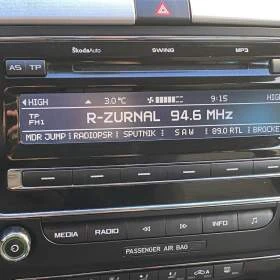 ŠkodaAuto SWING MP3
AS TP
HIGH 3.0°C 9:15 HIGH
TP
FM1
R-ZURNAL 94.6 MHz
MDR JUMP RADIOPSR SPUTNIK S A W 89.0 RTL BROCKE
MEDIA RADIO INFO
PASSENGER AIR BAG